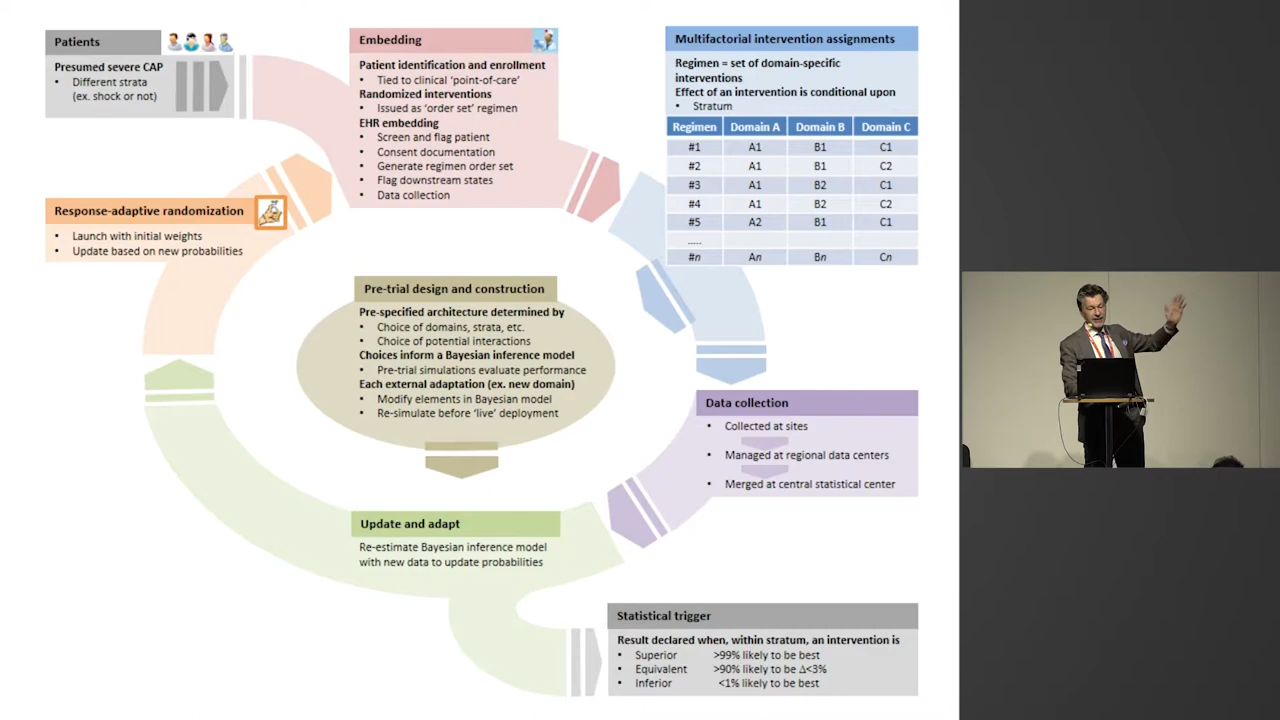 Patients
Presumed severe CAP
• Different strata
(ex. shock or not)
Embedding
Patient identification and enrollment
• Tied to clinical ‘point-of-care’
Randomized interventions
• Issued as ‘order set’ regimen
EHR embedding
• Screen and flag patient
• Consent documentation
• Generate regimen order set
• Flag downstream states
• Data collection
Multifactorial intervention assignments
Regimen = set of domain-specific
interventions
Effect of an intervention is conditional upon
• Stratum
Regimen Domain A Domain B Domain C
#1 A1 B1 C1
#2 A1 B1 C2
#3 A1 B2 C1
#4 A1 B2 C2
#5 A2 B1 C1
.....
#n An Bn Cn
Response-adaptive randomization
• Launch with initial weights
• Update based on new probabilities
Pre-trial design and construction
Pre-specified architecture determined by
• Choice of domains, strata, etc.
• Choice of potential interactions
Choices inform a Bayesian inference model
• Pre-trial simulations evaluate performance
Each external adaptation (ex. new domain)
• Modify elements in Bayesian model
• Re-simulate before ‘live’ deployment
Data collection
• Collected at sites
• Managed at regional data centers
• Merged at central statistical center
Update and adapt
Re-estimate Bayesian inference model
with new data to update probabilities
Statistical trigger
Result declared when, within stratum, an intervention is
• Superior >99% likely to be best
• Equivalent >90% likely to be Δ<3%
• Inferior <1% likely to be best